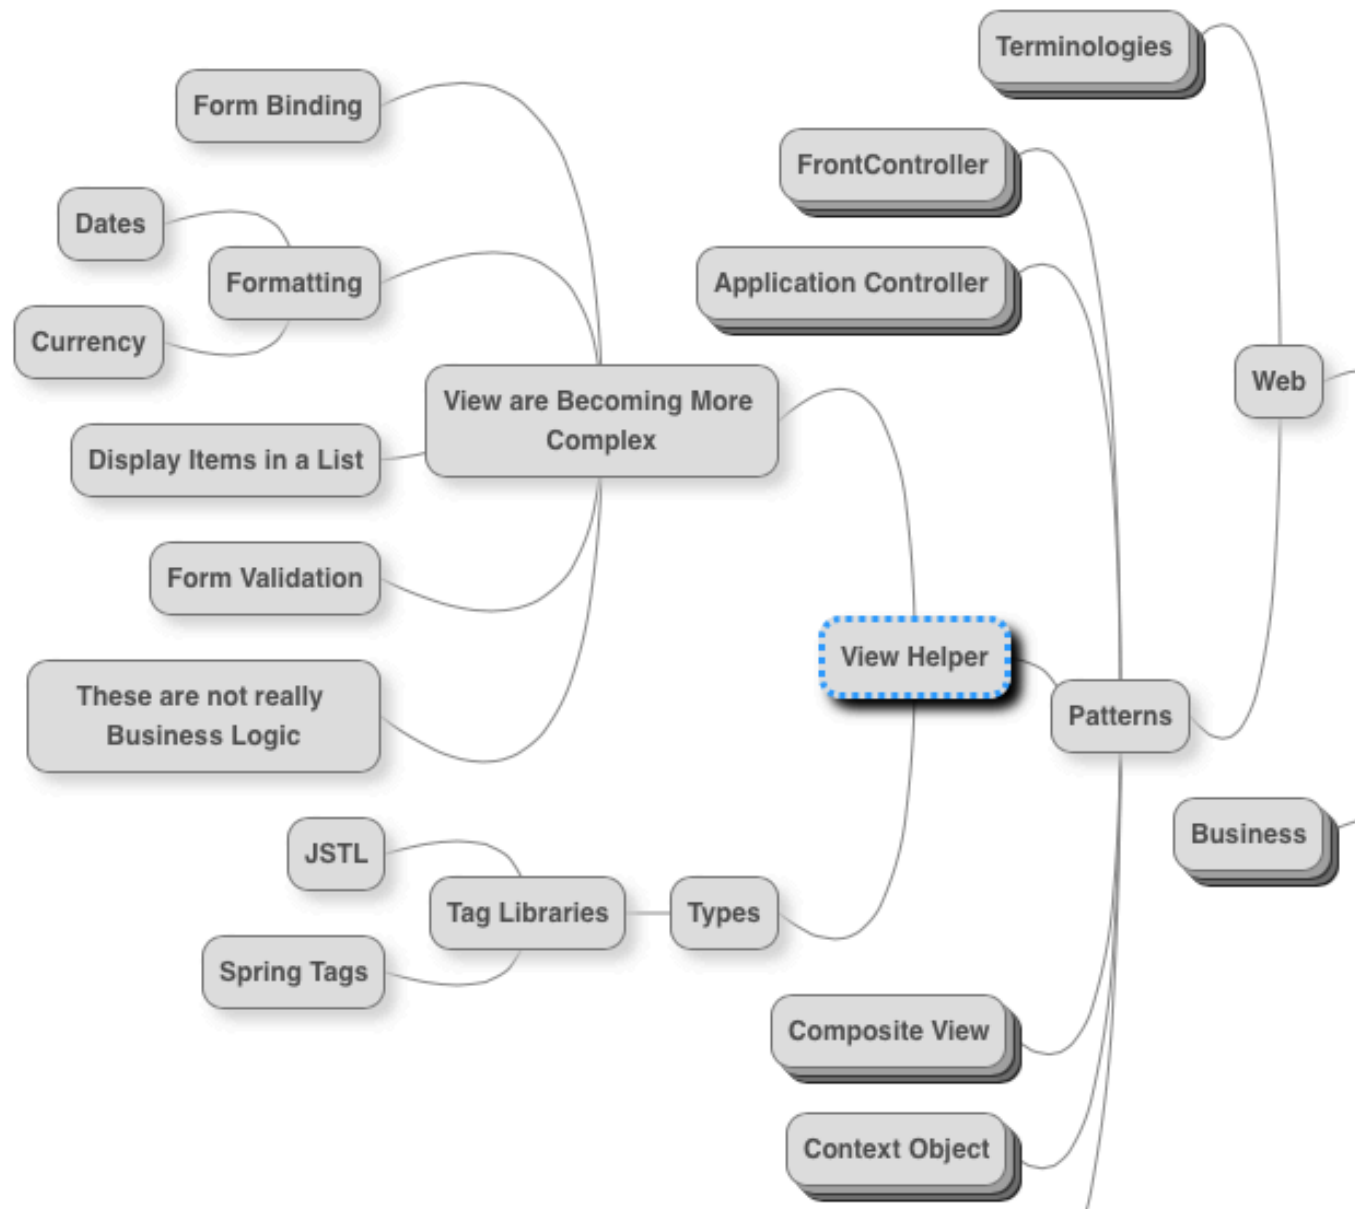 Terminologies
Form Binding
FrontController
Dates
Formatting
Application Controller
Currency
Web
View are Becoming More
Complex
Display Items in a List
Form Validation
View Helper
These are not really
Business Logic
Patterns
Business
JSTL
Tag Libraries
Types
Spring Tags
Composite View
Context Object